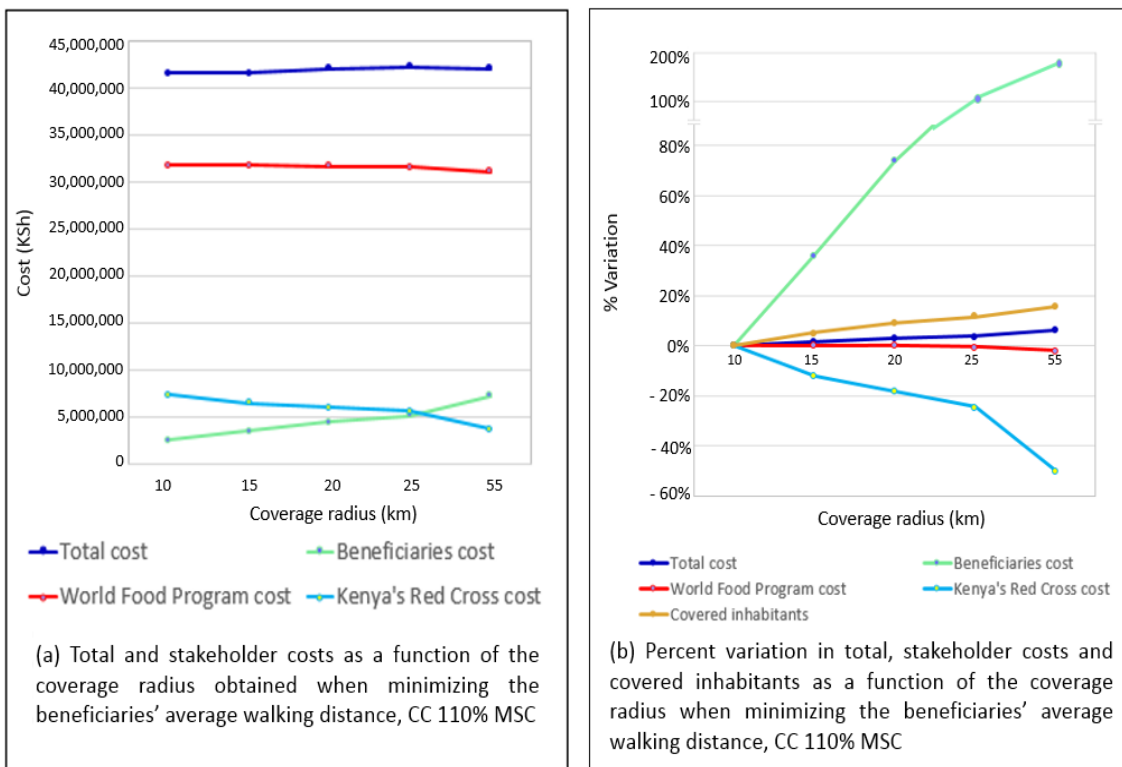 45,000,000
40,000,000
35,000,000
30,000,000
25,000,000
20,000,000
15,000,000
10,000,000
5,000,000
0
Cost (KSh)
10 15 20 25 55
Coverage radius (km)
Total cost Beneficiaries cost
World Food Program cost Kenya's Red Cross cost
(a) Total and stakeholder costs as a function of the
coverage radius obtained when minimizing the
beneficiaries’ average walking distance, CC 110% MSC
200%
100%
80%
60%
40%
20%
0%
- 20%
- 40%
- 60%
% Variation
10 15 20 25 55
Coverage radius (km)
Total cost Beneficiaries cost
World Food Program cost Kenya's Red Cross cost
Covered inhabitants
(b) Percent variation in total, stakeholder costs and
covered inhabitants as a function of the coverage
radius when minimizing the beneficiaries’ average
walking distance, CC 110% MSC